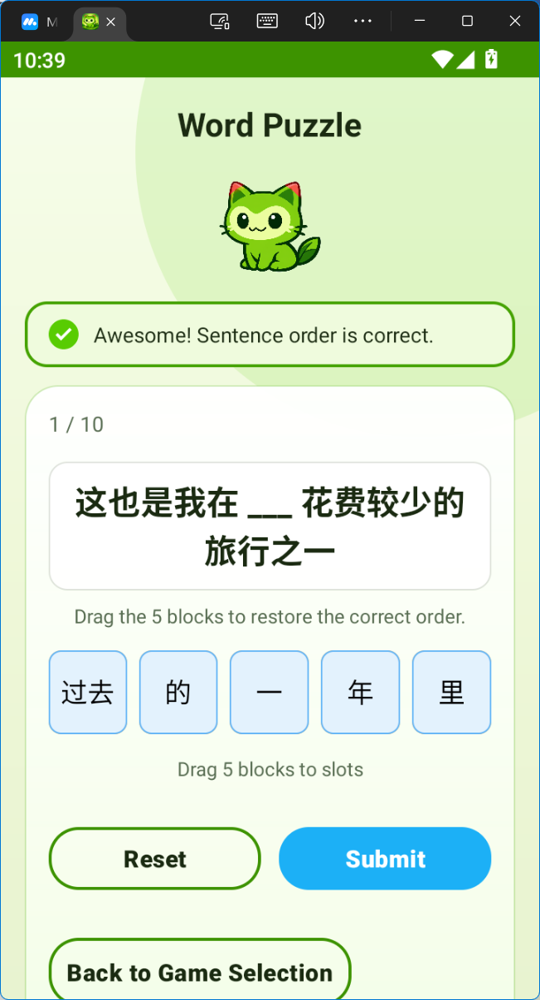 M
10:39
Word Puzzle
Awesome! Sentence order is correct.
1 / 10
这也是我在 ___ 花费较少的
旅行之一
Drag the 5 blocks to restore the correct order.
过去 的 一 年 里
Drag 5 blocks to slots
Reset Submit
Back to Game Selection